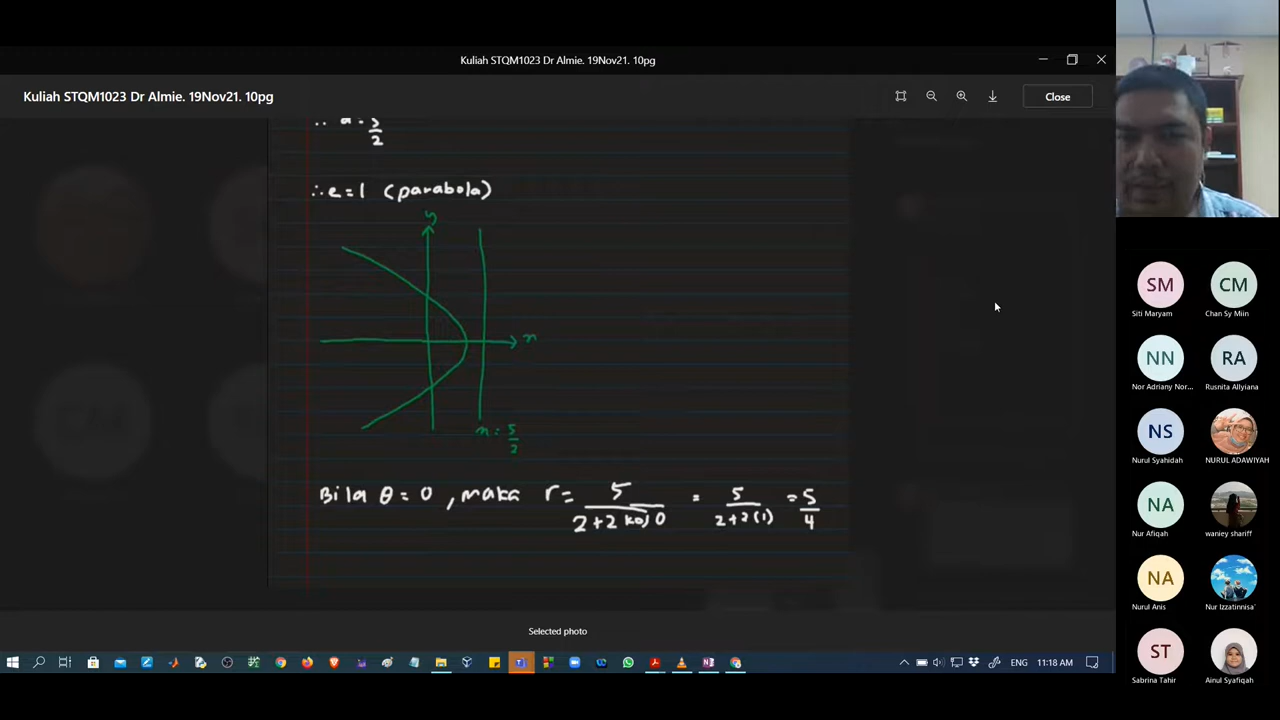 Kuliah STQM1023 Dr Almie. 19Nov21. 10pg
Kuliah STQM1023 Dr Almie. 19Nov21. 10pg
Close
∴ d = 5/2
∴ e = 1 (parabola)
y
x
x = 5/2
Bila θ = 0 , maka r = 5/(2+2 kos 0) = 5/(2+2(1)) = 5/4
Selected photo
SM
CM
Siti Maryam
Chan Sy Miin
NN
RA
Nor Adriany Nor...
Rusnita Allyiana
NS
Nurul Syahidah
NURUL ADAWIYAH
NA
Nur Afiqah
waniey shariff
NA
Nurul Anis
Nur Izzatinnisa'
ST
Sabrina Tahir
Ainul Syafiqah
ENG
11:18 AM